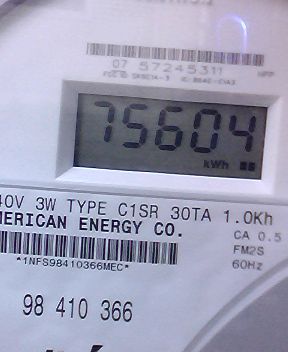 07 57245311
75604
kWh
40V 3W TYPE C1SR 30TA 1.0Kh
MERICAN ENERGY CO.
CA 0.5
FM2S
60Hz
*1NFS98410366MEC*
98 410 366